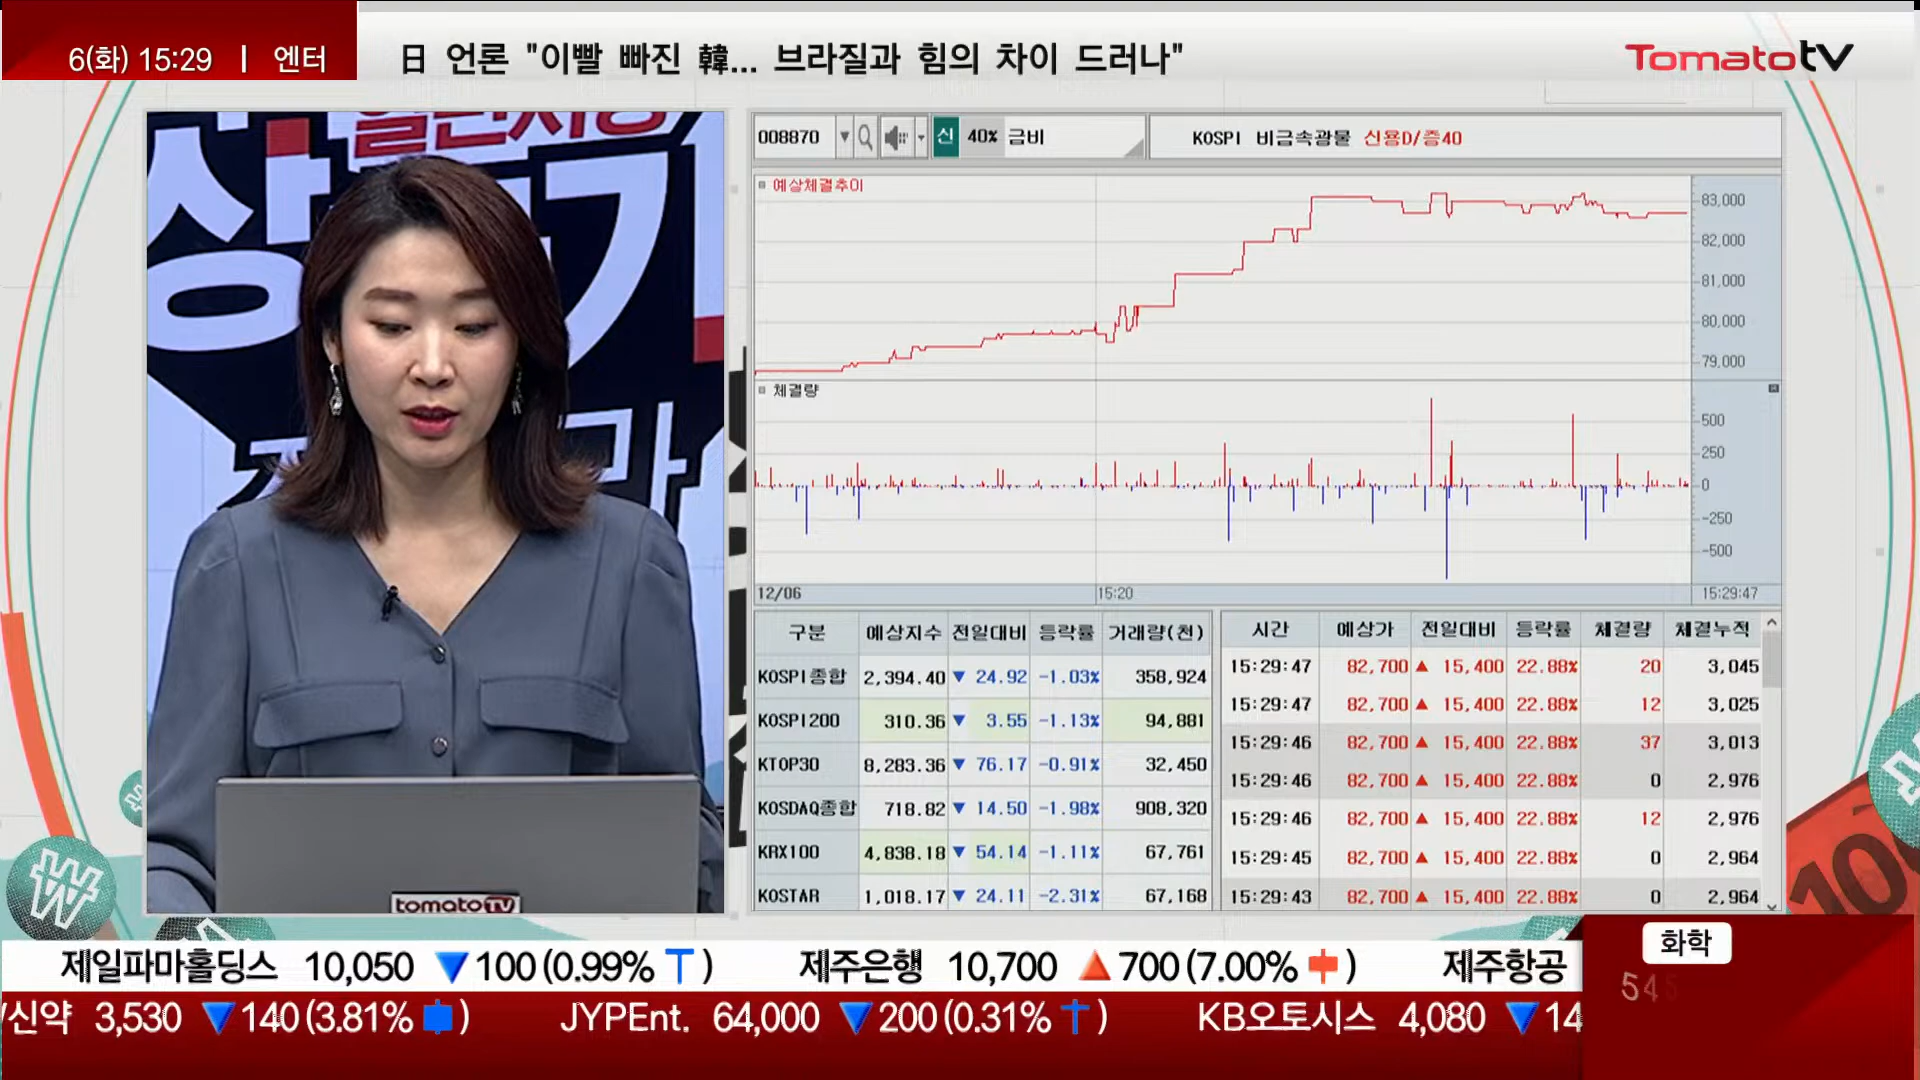 6(화) 15:29 | 엔터
日 언론 "이빨 빠진 韓... 브라질과 힘의 차이 드러나"
TomatoTV
008870 신 40% 금비
KOSPI 비금속광물 신용D/증40
예상체결추이
83,000
82,000
81,000
80,000
79,000
체결량
500
250
0
-250
-500
12/06 15:20 15:29:47
구분 예상지수 전일대비 등락률 거래량(천)
KOSPI종합 2,394.40 ▼ 24.92 -1.03% 358,924
KOSPI200 310.36 ▼ 3.55 -1.13% 94,881
KTOP30 8,283.36 ▼ 76.17 -0.91% 32,450
KOSDAQ종합 718.82 ▼ 14.50 -1.98% 908,320
KRX100 4,838.18 ▼ 54.14 -1.11% 67,761
KOSTAR 1,018.17 ▼ 24.11 -2.31% 67,168
시간 예상가 전일대비 등락률 체결량 체결누적
15:29:47 82,700 ▲ 15,400 22.88% 20 3,045
15:29:47 82,700 ▲ 15,400 22.88% 12 3,025
15:29:46 82,700 ▲ 15,400 22.88% 37 3,013
15:29:46 82,700 ▲ 15,400 22.88% 0 2,976
15:29:46 82,700 ▲ 15,400 22.88% 12 2,976
15:29:45 82,700 ▲ 15,400 22.88% 0 2,964
15:29:43 82,700 ▲ 15,400 22.88% 0 2,964
tomatoTV
100
제일파마홀딩스 10,050 ▼100(0.99% ) 제주은행 10,700 ▲700(7.00% ) 제주항공
/신약 3,530 ▼140(3.81% ) JYPEnt. 64,000 ▼200(0.31% ) KB오토시스 4,080 ▼14
화학
545